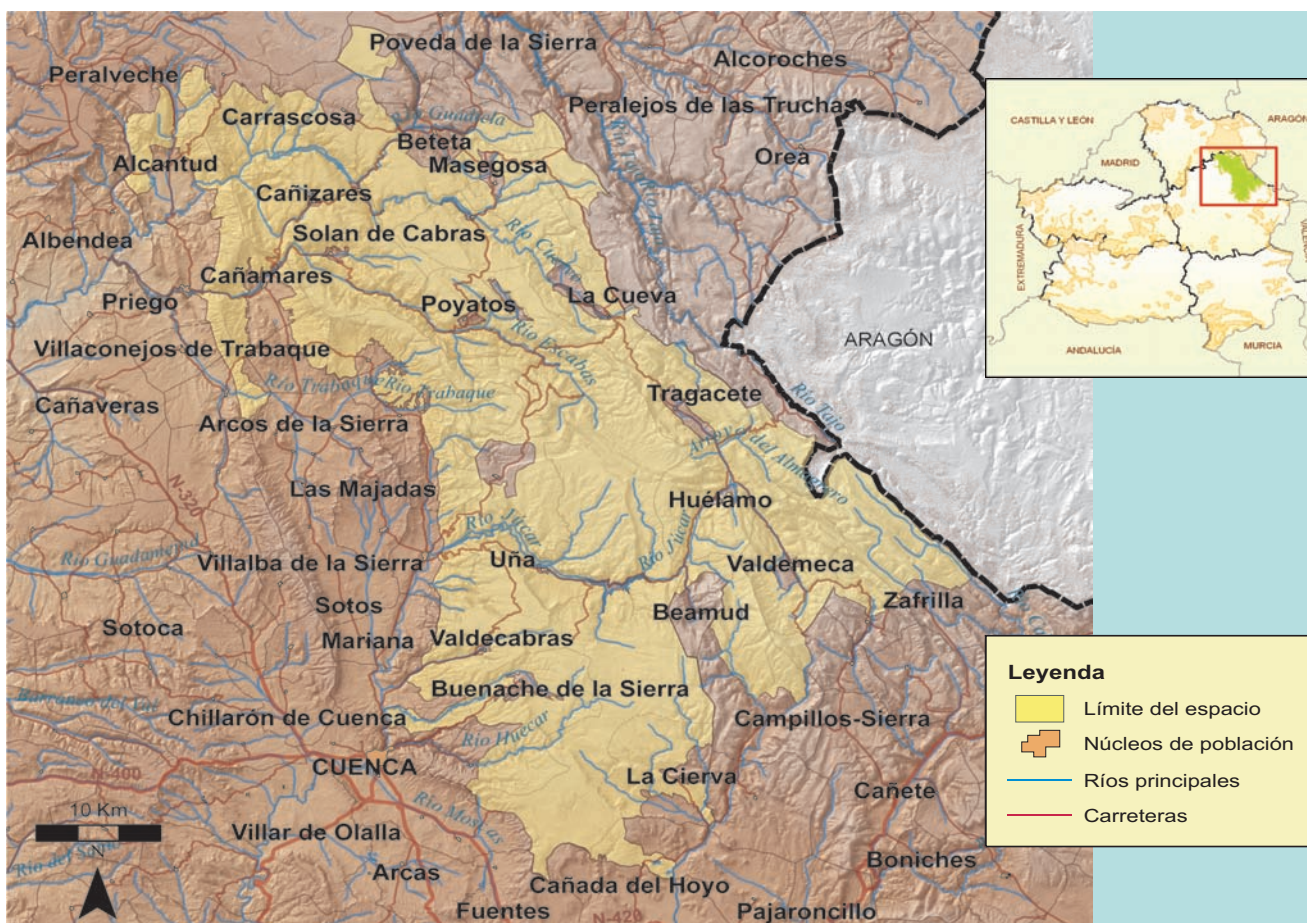 Poveda de la Sierra
Alcoroches
Peralveche
Peralejos de las Truchas
Carrascosa
Río Guadiela
Beteta
Masegosa
Orea
Alcantud
Cañizares
Albendea
Solan de Cabras
Río Cuervo
Cañamares
La Cueva
Priego
Poyatos
Río Escabas
ARAGÓN
Villaconejos de Trabaque
Río Trabaque
Río Trabaque
Tragacete
Río Tajo
Cañaveras
Arcos de la Sierra
Arroyo del Almagrero
N-320
Las Majadas
Huélamo
Río Júcar
Río Júcar
Villalba de la Sierra
Uña
Valdemeca
Sotos
Beamud
Zafrilla
Sotoca
Mariana
Valdecabras
Buenache de la Sierra
Chillarón de Cuenca
Campillos-Sierra
Río Huecar
N-400
CUENCA
La Cierva
Cañete
10 Km
Río Moscas
Villar de Olalla
N
Boniches
Arcas
Cañada del Hoyo
Fuentes
N-420
Pajaroncillo
CASTILLA Y LEÓN
ARAGÓN
MADRID
EXTREMADURA
ANDALUCÍA
MURCIA
Leyenda
Límite del espacio
Núcleos de población
Ríos principales
Carreteras